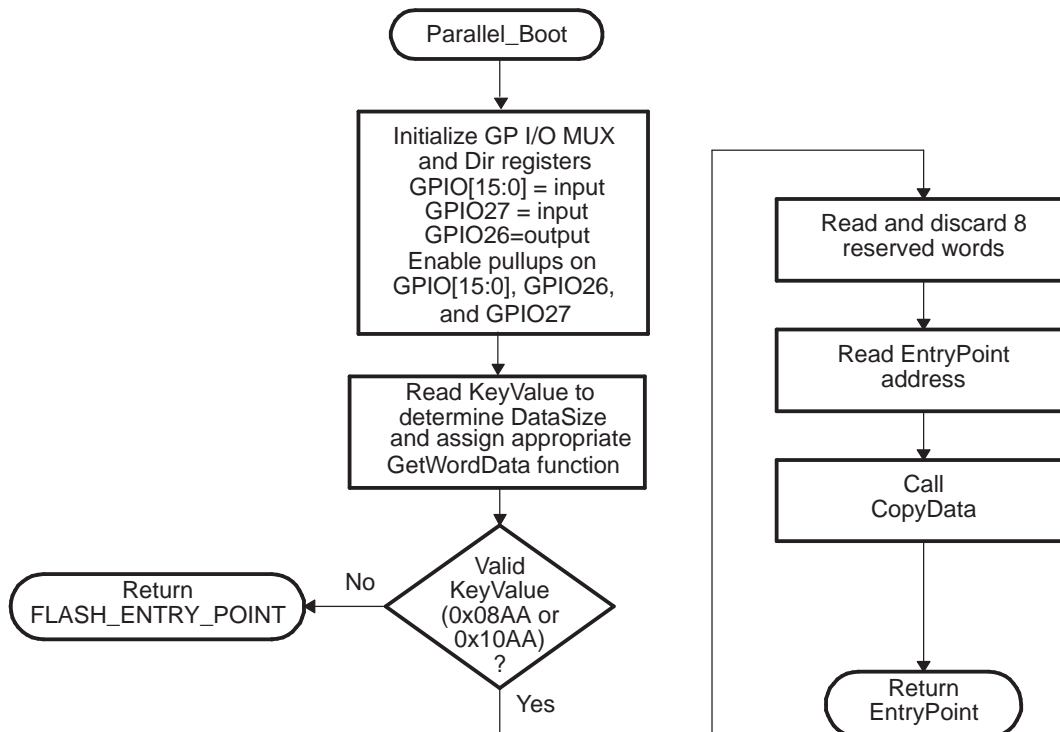 Parallel_Boot
Initialize GP I/O MUX
and Dir registers
GPIO[15:0] = input
GPIO27 = input
GPIO26=output
Enable pullups on
GPIO[15:0], GPIO26,
and GPIO27
Read KeyValue to
determine DataSize
and assign appropriate
GetWordData function
Valid
KeyValue
(0x08AA or
0x10AA)
?
No
Return
FLASH_ENTRY_POINT
Yes
Read and discard 8
reserved words
Read EntryPoint
address
Call
CopyData
Return
EntryPoint